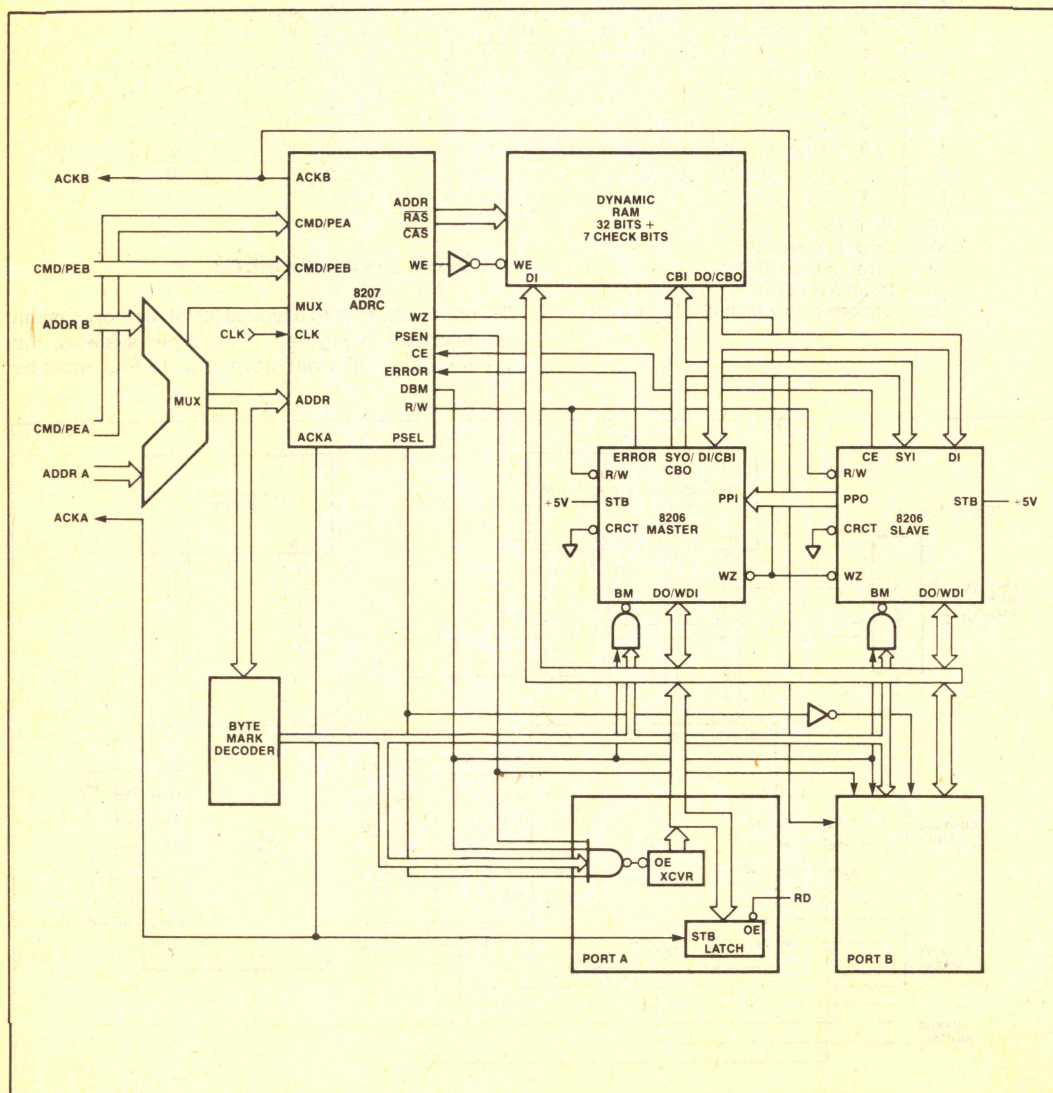 ACKB
CMD/PEB
ADDR B
CMD/PEA
ADDR A
ACKA
MUX
CLK
ACKB
CMD/PEA
CMD/PEB
MUX
CLK
ADDR
ACKA
PSEL
8207
ADRC
ADDR
RAS
CAS
WE
WZ
PSEN
CE
ERROR
DBM
R/W
DYNAMIC
RAM
32 BITS +
7 CHECK BITS
WE
DI
CBI
DO/CBO
ERROR
SYO/
CBO
DI/CBI
R/W
+5V
STB
CRCT
PPI
8206
MASTER
WZ
BM
DO/WDI
CE
SYI
DI
R/W
PPO
STB
+5V
CRCT
8206
SLAVE
WZ
BM
DO/WDI
BYTE
MARK
DECODER
OE
XCVR
RD
OE
STB
LATCH
PORT A
PORT B